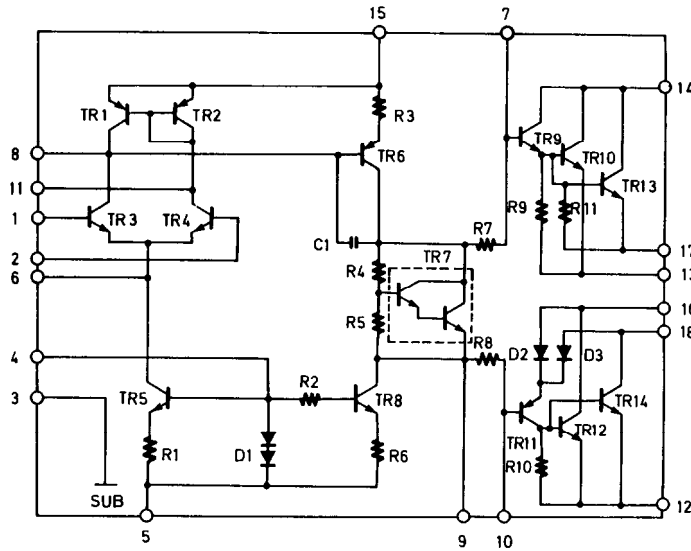 15 7
TR1 TR2 R3 14
8 TR6 TR9 TR10
11 TR13
1 TR3 TR4 R9 R11
2 C1 TR7 R7 17
6 R4 13
R5 R8 16
4 D2 D3 18
3 TR5 R2 TR8 TR14
R1 D1 R6 TR11 TR12
R10
SUB 12
5 9 10